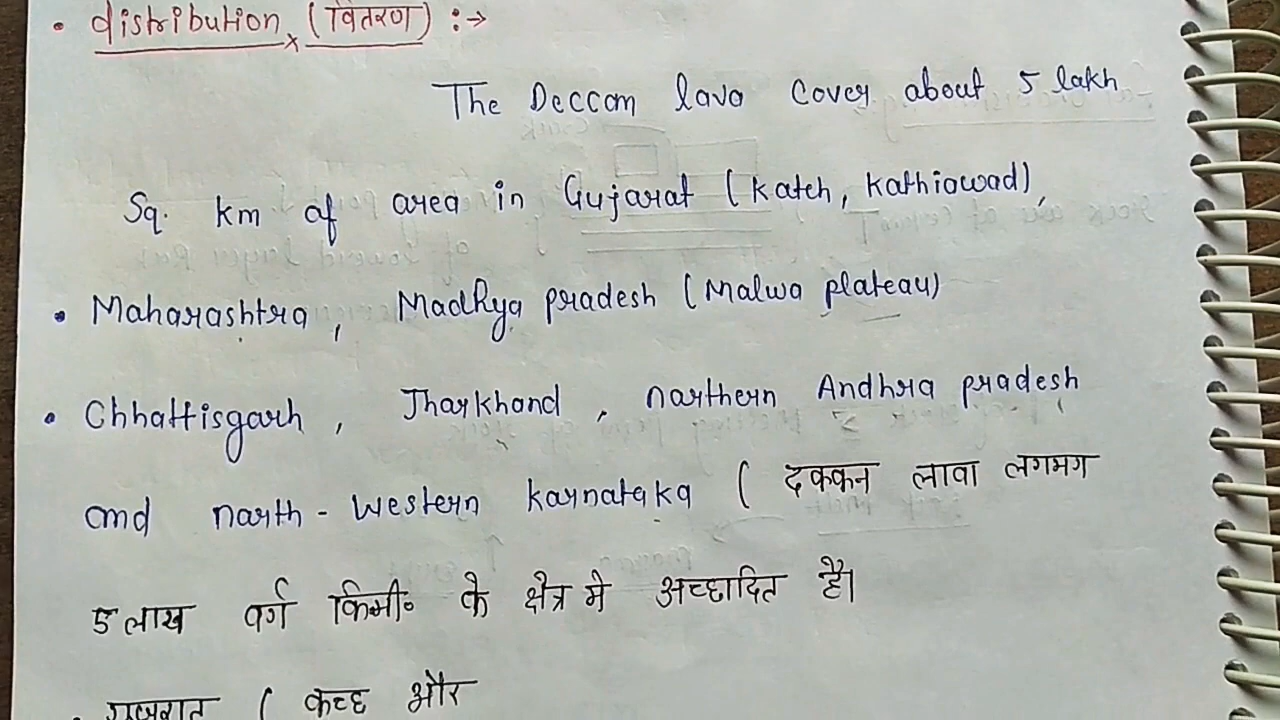 • distribution (वितरण) :→
The Deccan lava cover about 5 lakh
Sq. km of area in Gujarat (Katch, Kathiawad),
• Maharashtra, Madhya pradesh (Malwa plateau)
• Chhattisgarh, Jharkhand, northern Andhra pradesh
and north-western karnataka ( दक्कन लावा लगभग
5 लाख वर्ग किमी० के क्षेत्र मे अच्छादित है।
• गुजरात ( कच्छ और